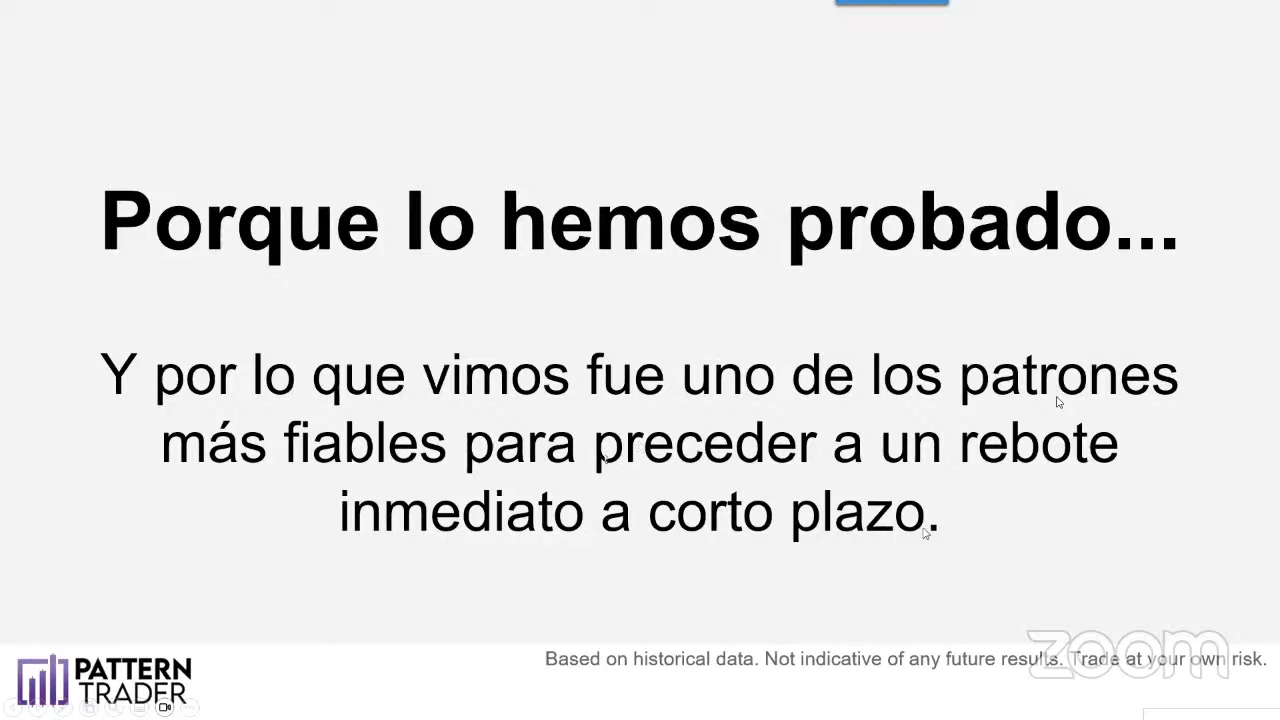 Porque lo hemos probado...
Y por lo que vimos fue uno de los patrones
más fiables para preceder a un rebote
inmediato a corto plazo.
zoom
Based on historical data. Not indicative of any future results. Trade at your own risk.
PATTERN
TRADER